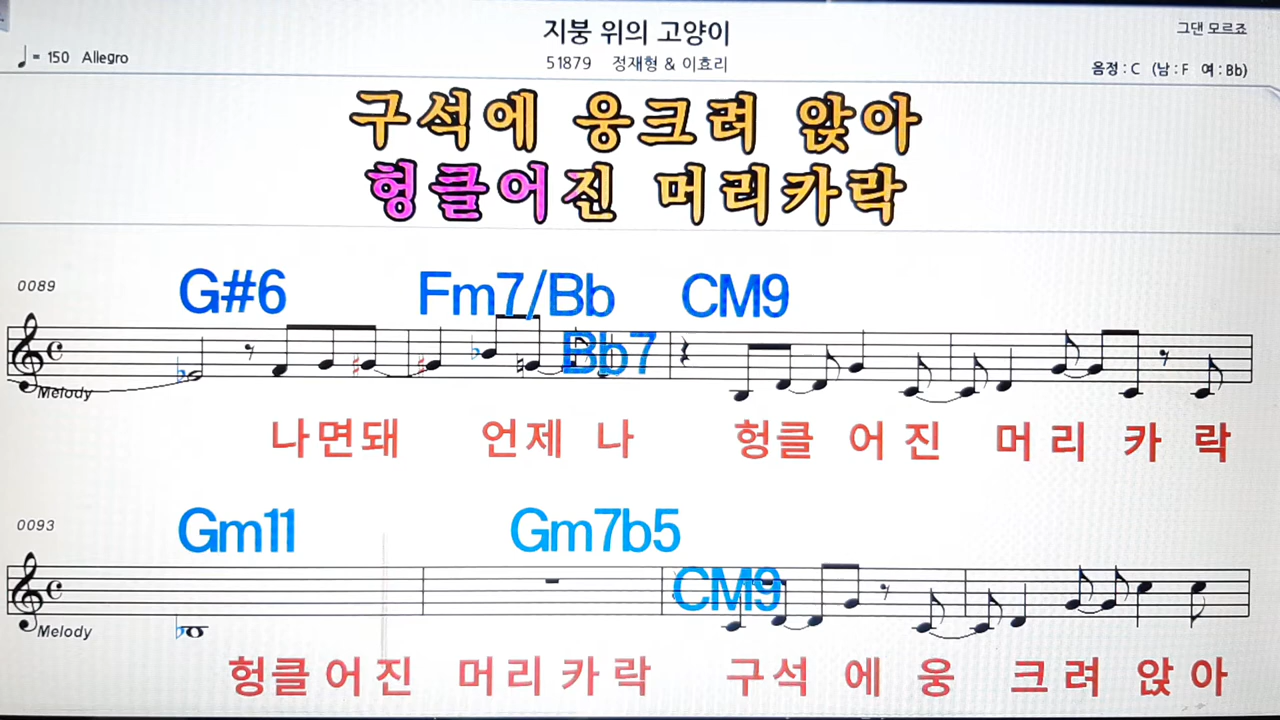 지붕 위의 고양이
그댄 모르죠
♩= 150 Allegro
51879 정재형 & 이효리
음정 : C (남 : F 여 : Bb)
구석에 웅크려 앉아
헝클어진 머리카락
0089
G#6 Fm7/Bb Bb7 CM9
Melody
나면돼 언제 나 헝클 어 진 머 리 카 락
0093
Gm11 Gm7b5 CM9
Melody
헝클 어 진 머 리 카 락 구석 에 웅 크 려 앉 아